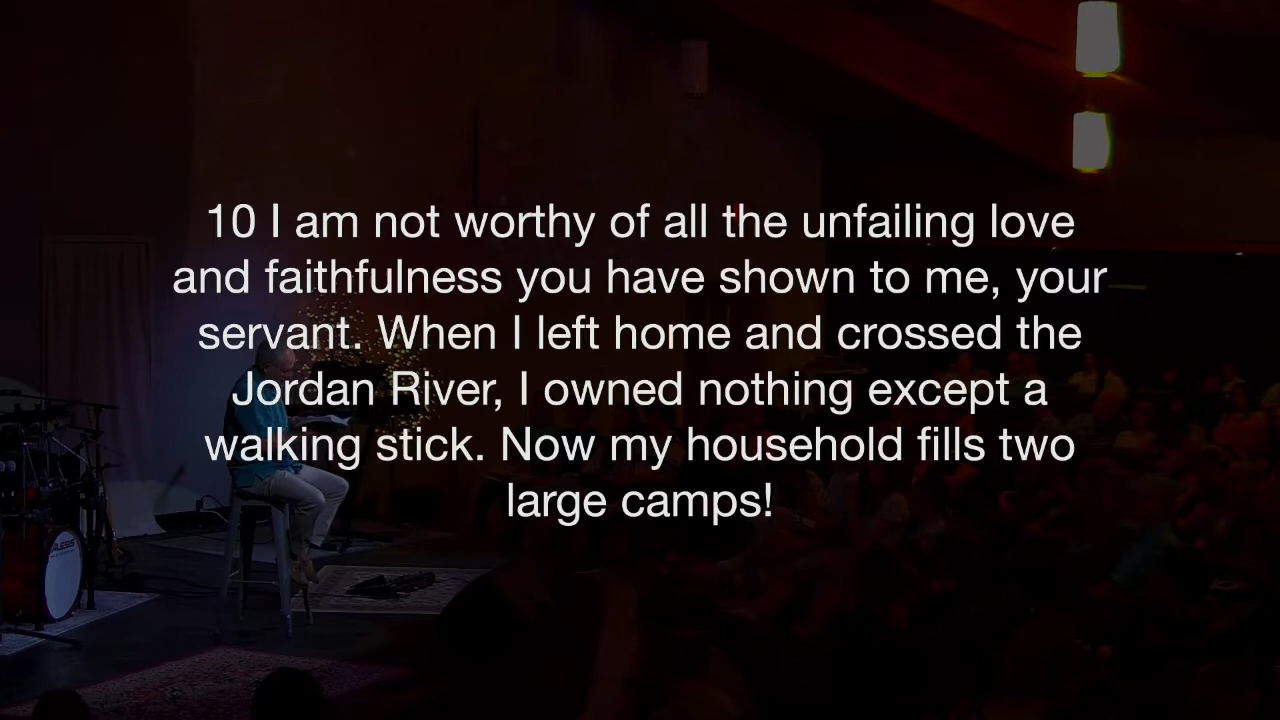 10 I am not worthy of all the unfailing love
and faithfulness you have shown to me, your
servant. When I left home and crossed the
Jordan River, I owned nothing except a
walking stick. Now my household fills two
large camps!